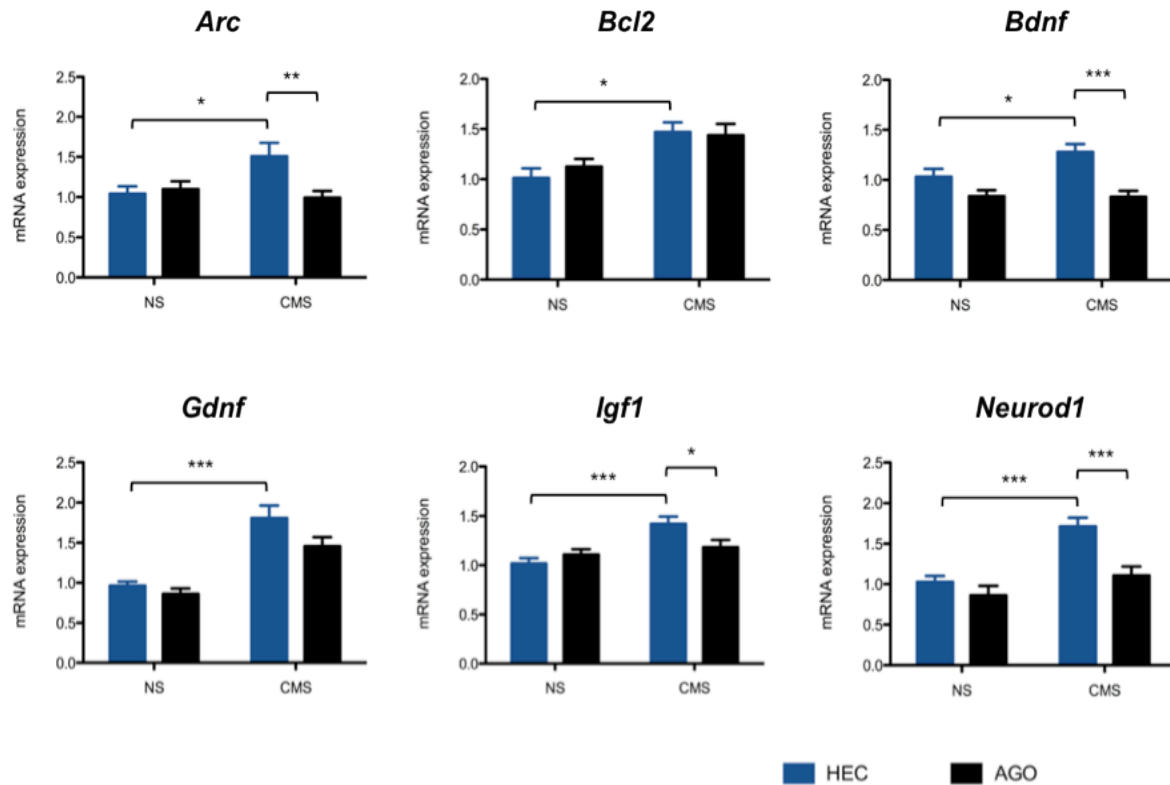 Arc
mRNA expression
2.5
2.0
1.5
1.0
0.5
0.0
*
**
NS
CMS
Bcl2
mRNA expression
2.0
1.5
1.0
0.5
0.0
*
NS
CMS
Bdnf
mRNA expression
2.0
1.5
1.0
0.5
0.0
*
***
NS
CMS
Gdnf
mRNA expression
2.5
2.0
1.5
1.0
0.5
0.0
***
NS
CMS
Igf1
mRNA expression
2.0
1.5
1.0
0.5
0.0
***
*
NS
CMS
Neurod1
mRNA expression
2.5
2.0
1.5
1.0
0.5
0.0
***
***
NS
CMS
HEC
AGO